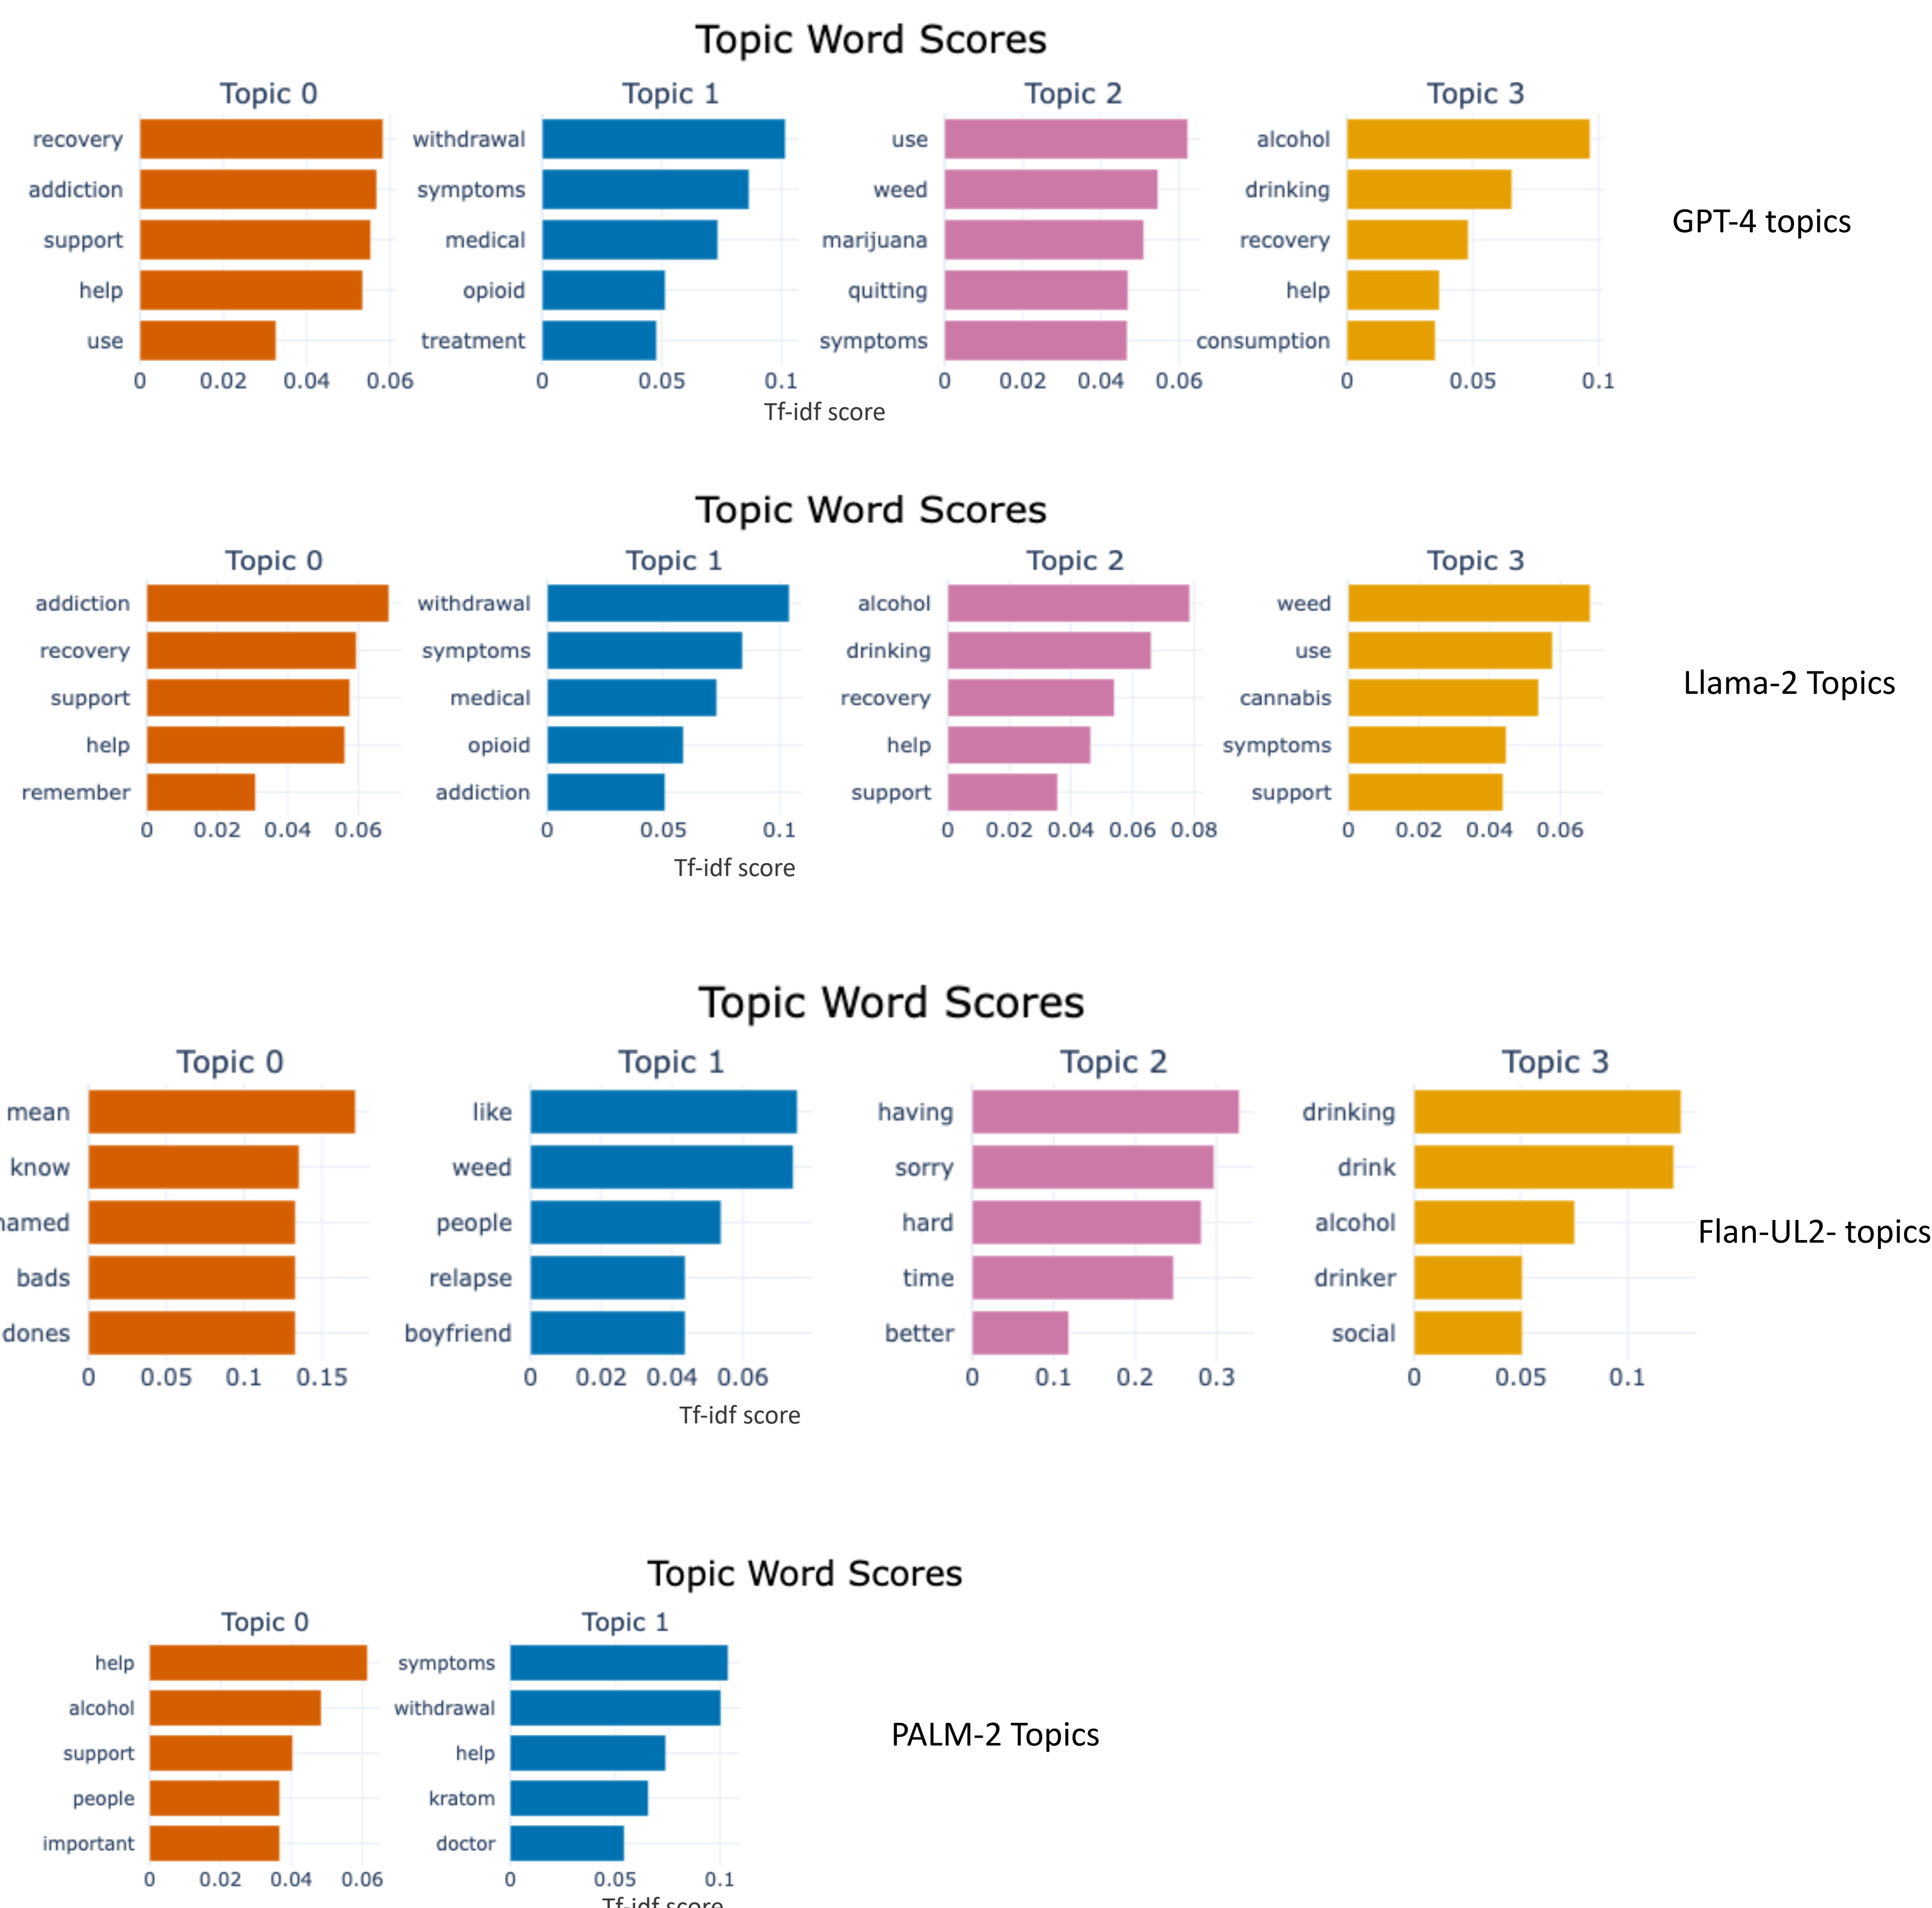 Topic Word Scores
Topic 0 Topic 1 Topic 2 Topic 3
recovery withdrawal use alcohol
addiction symptoms weed drinking
support medical marijuana recovery
GPT-4 topics
help opioid quitting help
use treatment symptoms consumption
0 0.02 0.04 0.06 0 0.05 0.1 0 0.02 0.04 0.06 0 0.05 0.1
Tf-idf score
Topic Word Scores
Topic 0 Topic 1 Topic 2 Topic 3
addiction withdrawal alcohol weed
recovery symptoms drinking use
support medical recovery cannabis
Llama-2 Topics
help opioid help symptoms
remember addiction support support
0 0.02 0.04 0.06 0 0.05 0.1 0 0.02 0.04 0.06 0.08 0 0.02 0.04 0.06
Tf-idf score
Topic Word Scores
Topic 0 Topic 1 Topic 2 Topic 3
mean like having drinking
know weed sorry drink
named people hard alcohol
Flan-UL2- topics
bads relapse time drinker
dones boyfriend better social
0 0.05 0.1 0.15 0 0.02 0.04 0.06 0 0.1 0.2 0.3 0 0.05 0.1
Tf-idf score
Topic Word Scores
Topic 0 Topic 1
help symptoms
alcohol withdrawal
PALM-2 Topics
support help
people kratom
important doctor
0 0.02 0.04 0.06 0 0.05 0.1
Tf-idf score